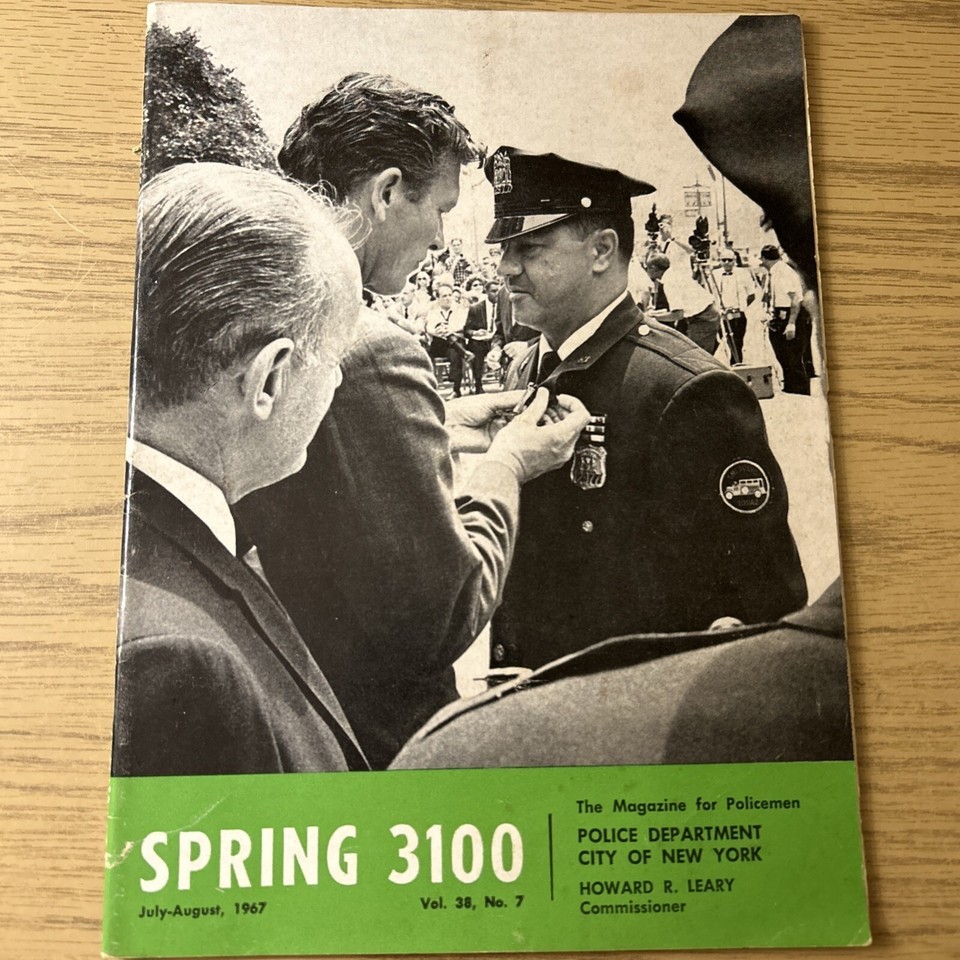 SPRING 3100
July-August, 1967
Vol. 38, No. 7
The Magazine for Policemen
POLICE DEPARTMENT
CITY OF NEW YORK
HOWARD R. LEARY
Commissioner